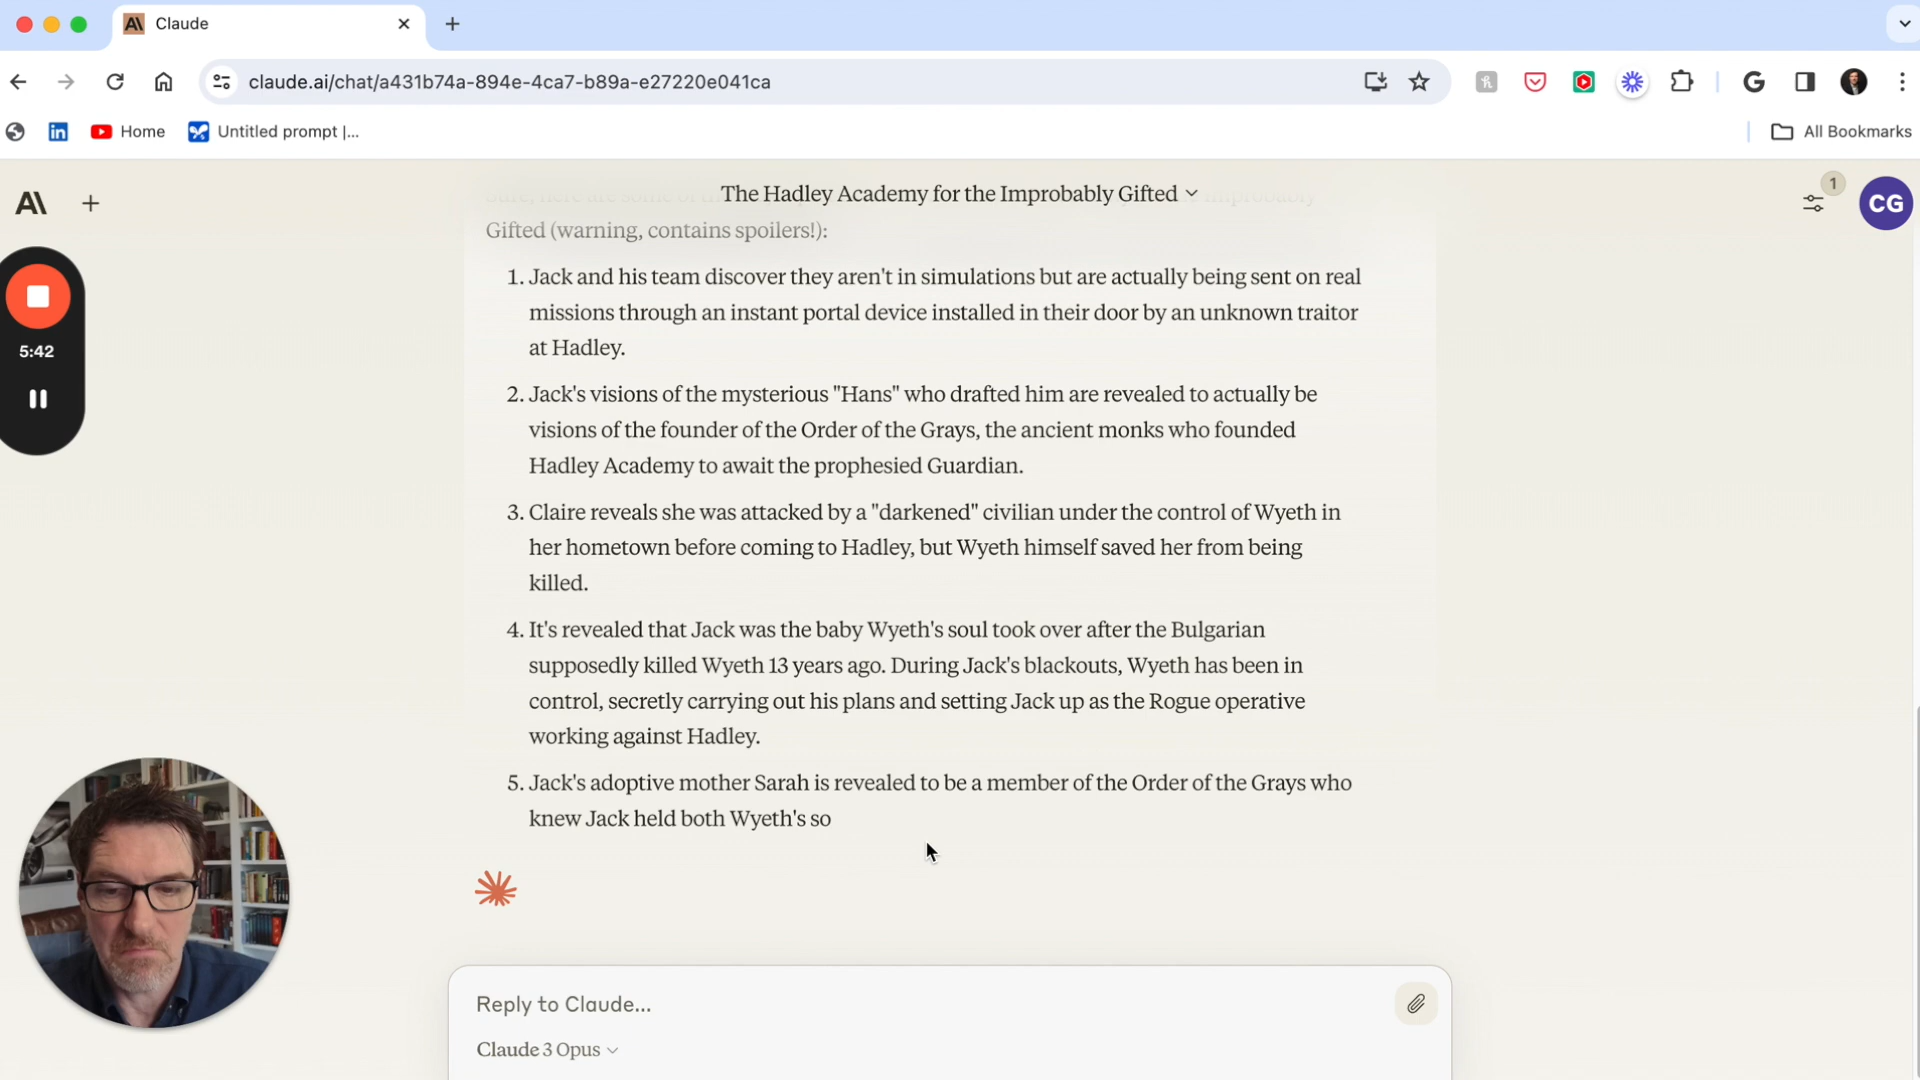 Claude
claude.ai/chat/a431b74a-894e-4ca7-b89a-e27220e041ca
Home
Untitled prompt |...
All Bookmarks
The Hadley Academy for the Improbably Gifted
1
CG
Gifted (warning, contains spoilers!):
1. Jack and his team discover they aren't in simulations but are actually being sent on real
missions through an instant portal device installed in their door by an unknown traitor
at Hadley.
2. Jack's visions of the mysterious "Hans" who drafted him are revealed to actually be
visions of the founder of the Order of the Grays, the ancient monks who founded
Hadley Academy to await the prophesied Guardian.
3. Claire reveals she was attacked by a "darkened" civilian under the control of Wyeth in
her hometown before coming to Hadley, but Wyeth himself saved her from being
killed.
4. It's revealed that Jack was the baby Wyeth's soul took over after the Bulgarian
supposedly killed Wyeth 13 years ago. During Jack's blackouts, Wyeth has been in
control, secretly carrying out his plans and setting Jack up as the Rogue operative
working against Hadley.
5. Jack's adoptive mother Sarah is revealed to be a member of the Order of the Grays who
knew Jack held both Wyeth's so
5:42
Reply to Claude...
Claude 3 Opus